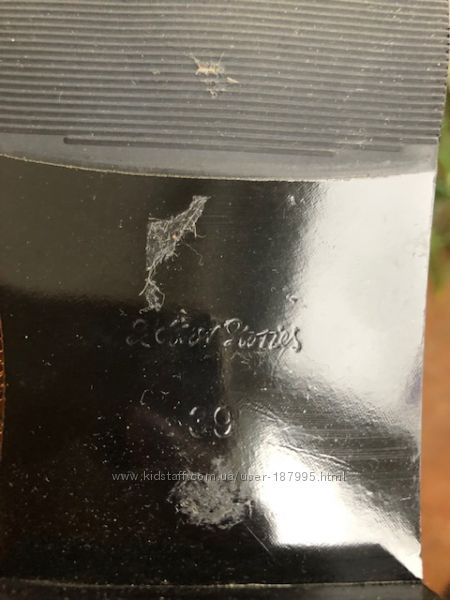 & Other Stories
39
www.kidstaff.com.ua/user-187995.html